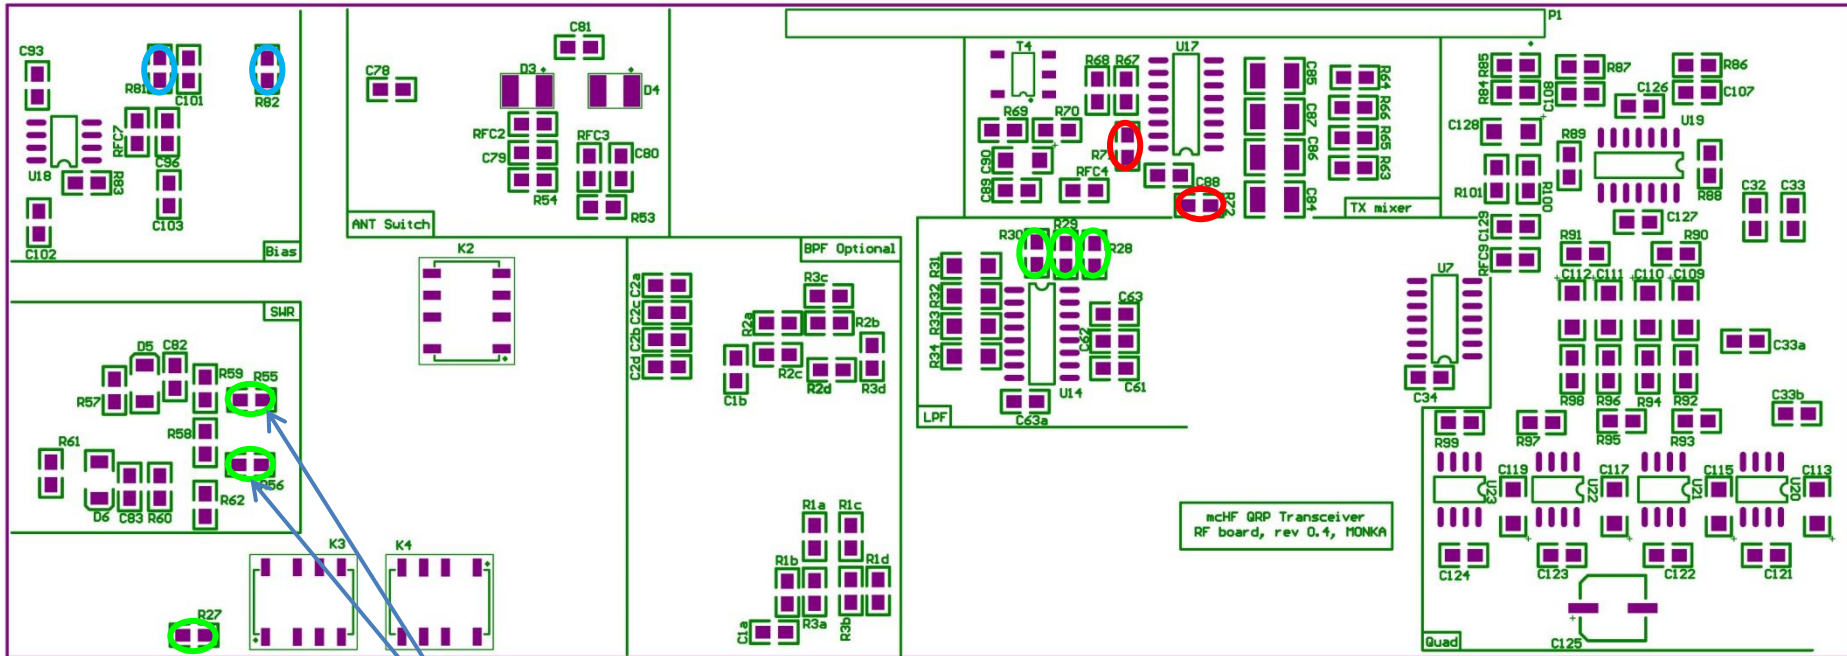 C93
R81
C101
R82
RFC7
C96
U18
R83
C103
C102
Bias
C81
C78
D3
D4
RFC2
RFC3
C79
C80
R54
R53
ANT Switch
P1
T4
U17
R68
R67
R69
R70
C90
R71
C89
RFC4
C88
R72
C85
C87
C86
C84
R64
R66
R65
R63
TX mixer
R85
R84
C108
R87
R86
C126
C107
C128
U19
R89
R88
R101
R100
C32
C33
C129
C127
RFC9
R91
R90
K2
BPF Optional
C2a
C2c
C2b
C2d
R3c
R2a
R2b
R2c
R2d
R3d
C1b
R30
R29
R28
R31
R32
R33
R34
C63
C62
C61
U14
C63a
LPF
U7
C34
C112
C111
C110
C109
C33a
R98
R96
R94
R92
C33b
R99
R97
R95
R93
SWR
D5
C82
R59
R55
R57
R58
R61
R56
R62
D6
C83
R60
K3
K4
R27
R1a
R1c
R1b
R1d
R3a
R3b
C1a
mcHF QRP Transceiver
RF board, rev 0.4, MONKA
C119
C117
C115
C113
U23
U22
U21
U20
C124
C123
C122
C121
Quad
C125